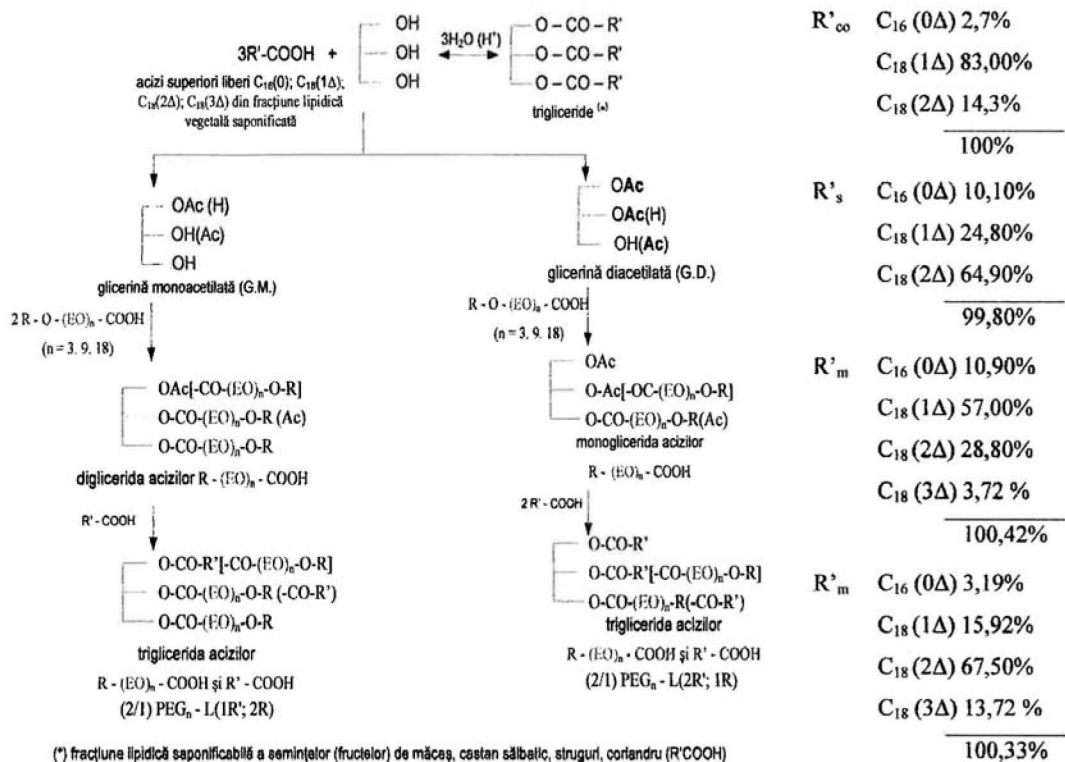 3R'-COOH +
acizi superiori liberi C₁₆(0); C₁₈(1Δ);
C₁₈(2Δ); C₁₈(3Δ) din fracțiune lipidică
vegetală saponificată
OH
OH
OH
3H₂O (H⁺)
O – CO – R'
O – CO – R'
O – CO – R'
trigliceride (*)
OAc (H)
OH(Ac)
OH
glicerină monoacetilată (G.M.)
2 R - O - (EO)ₙ - COOH
(n = 3, 9, 18)
OAc[-CO-(EO)ₙ-O-R]
O-CO-(EO)ₙ-O-R (Ac)
O-CO-(EO)ₙ-O-R
diglicerida acizilor R - (EO)ₙ - COOH
R' - COOH
O-CO-R'[-CO-(EO)ₙ-O-R]
O-CO-(EO)ₙ-O-R (-CO-R')
O-CO-(EO)ₙ-O-R
triglicerida acizilor
R - (EO)ₙ - COOH și R' - COOH
(2/1) PEGₙ - L(1R'; 2R)
OAc
OAc(H)
OH(Ac)
glicerină diacetilată (G.D.)
R - O - (EO)ₙ - COOH
(n = 3, 9, 18)
OAc
O-Ac[-OC-(EO)ₙ-O-R]
O-CO-(EO)ₙ-O-R(Ac)
monoglicerida acizilor
R - (EO)ₙ - COOH
2 R' - COOH
O-CO-R'
O-CO-R'[-CO-(EO)ₙ-O-R]
O-CO-(EO)ₙ-R(-CO-R')
triglicerida acizilor
R - (EO)ₙ - COOH și R' - COOH
(2/1) PEGₙ - L(2R'; 1R)
(*) fracțiune lipidică saponificabilă a semințelor (fructelor) de măceș, castan sălbatic, struguri, coriandru (R'COOH)
R'co C₁₆ (0Δ) 2,7%
C₁₈ (1Δ) 83,00%
C₁₈ (2Δ) 14,3%
100%
R's C₁₆ (0Δ) 10,10%
C₁₈ (1Δ) 24,80%
C₁₈ (2Δ) 64,90%
99,80%
R'm C₁₆ (0Δ) 10,90%
C₁₈ (1Δ) 57,00%
C₁₈ (2Δ) 28,80%
C₁₈ (3Δ) 3,72 %
100,42%
R'm C₁₆ (0Δ) 3,19%
C₁₈ (1Δ) 15,92%
C₁₈ (2Δ) 67,50%
C₁₈ (3Δ) 13,72 %
100,33%